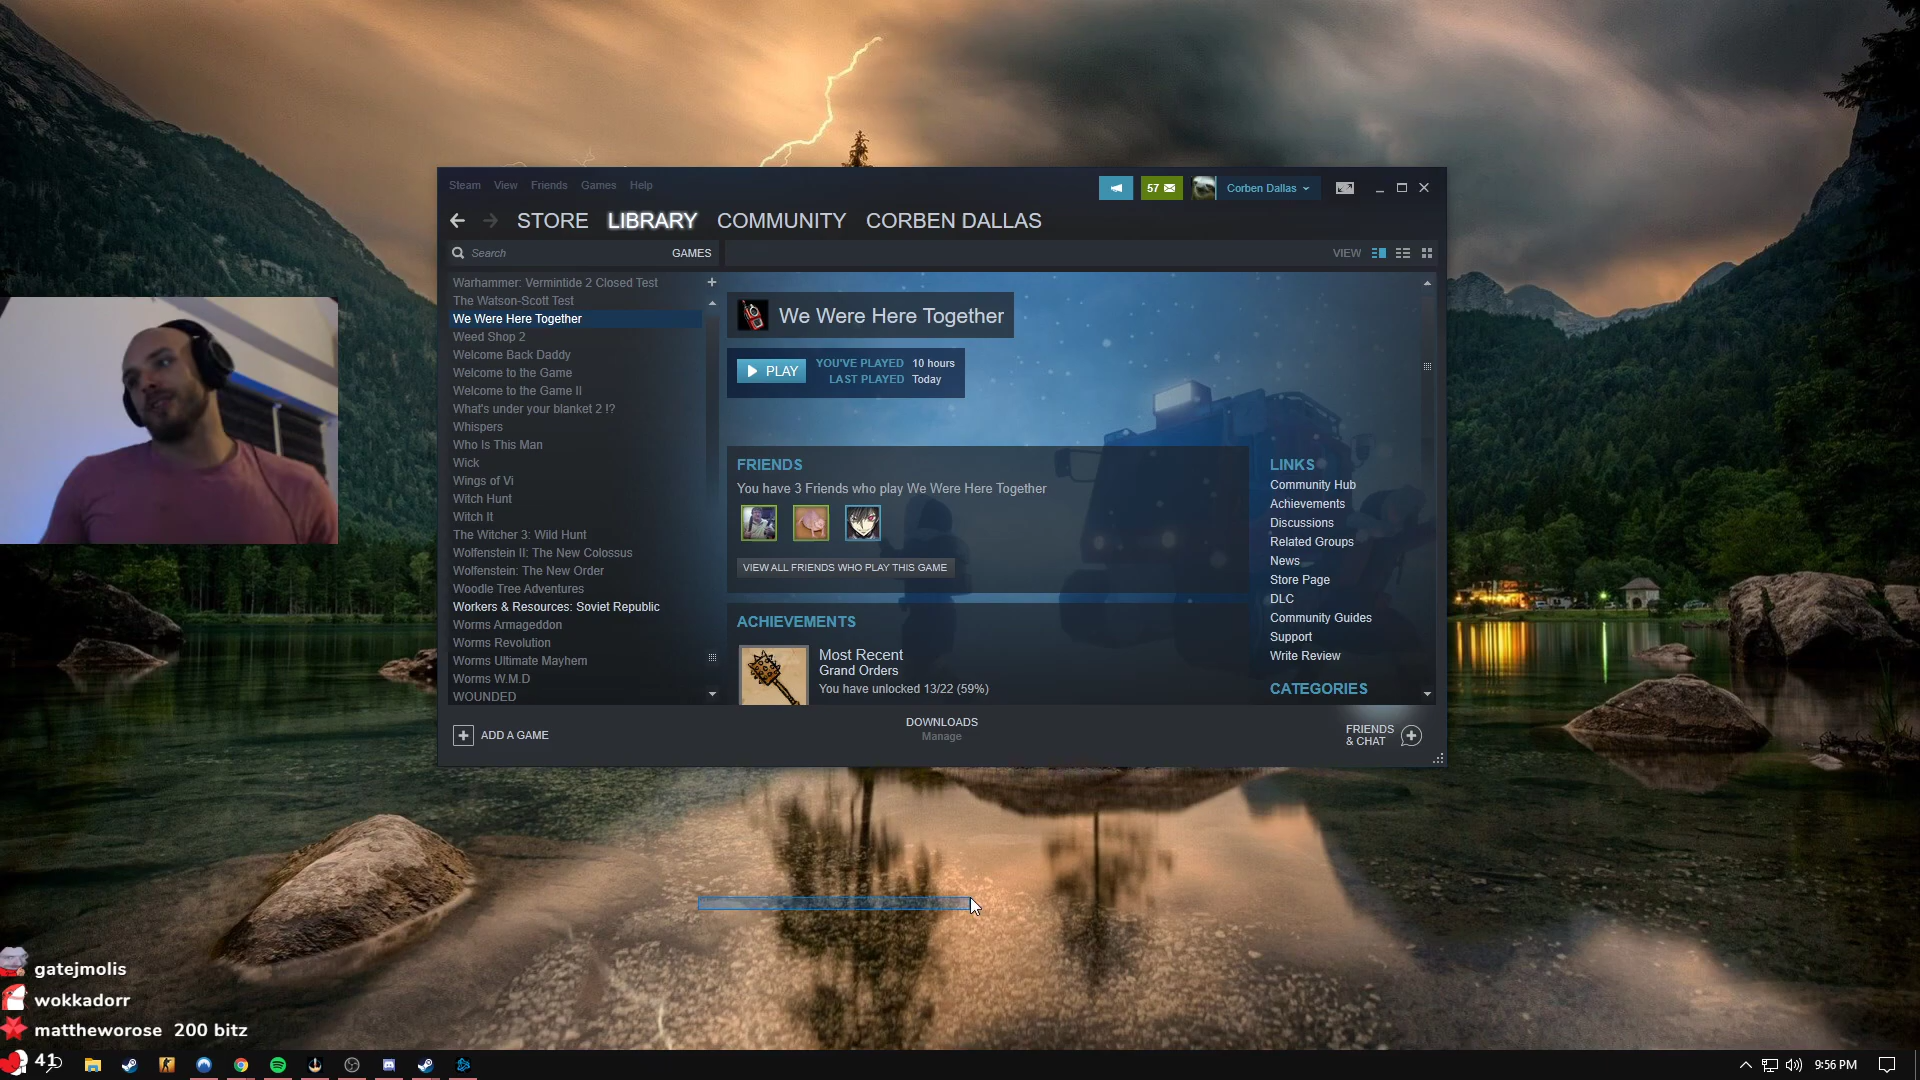 Steam View Friends Games Help
57
Corben Dallas
STORE LIBRARY COMMUNITY CORBEN DALLAS
Search
GAMES
VIEW
Warhammer: Vermintide 2 Closed Test
The Watson-Scott Test
We Were Here Together
Weed Shop 2
Welcome Back Daddy
Welcome to the Game
Welcome to the Game II
What's under your blanket 2 !?
Whispers
Who Is This Man
Wick
Wings of Vi
Witch Hunt
Witch It
The Witcher 3: Wild Hunt
Wolfenstein II: The New Colossus
Wolfenstein: The New Order
Woodle Tree Adventures
Workers & Resources: Soviet Republic
Worms Armageddon
Worms Revolution
Worms Ultimate Mayhem
Worms W.M.D
WOUNDED
We Were Here Together
PLAY
YOU'VE PLAYED 10 hours
LAST PLAYED Today
FRIENDS
You have 3 Friends who play We Were Here Together
VIEW ALL FRIENDS WHO PLAY THIS GAME
ACHIEVEMENTS
Most Recent
Grand Orders
You have unlocked 13/22 (59%)
LINKS
Community Hub
Achievements
Discussions
Related Groups
News
Store Page
DLC
Community Guides
Support
Write Review
CATEGORIES
ADD A GAME
DOWNLOADS
Manage
FRIENDS
& CHAT
gatejmolis
wokkadorr
mattheworose 200 bitz
41
9:56 PM